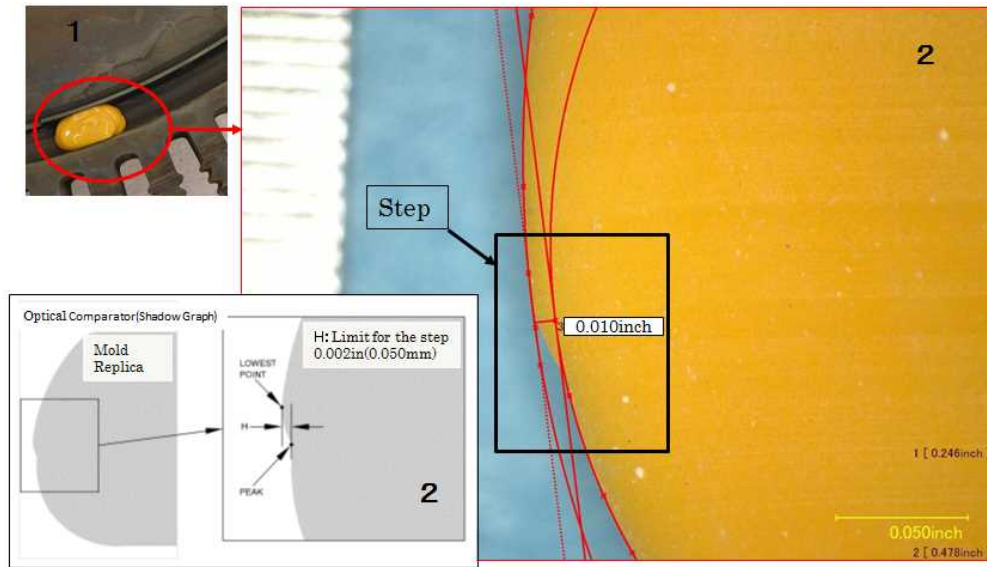 1
2
Step
3
0.010inch
Optical Comparator(Shadow Graph)
Mold
Replica
H: Limit for the step
0.002in(0.050mm)
LOWEST
POINT
H
PEAK
2
1 [ 0.246inch
0.050inch
2 [ 0.478inch